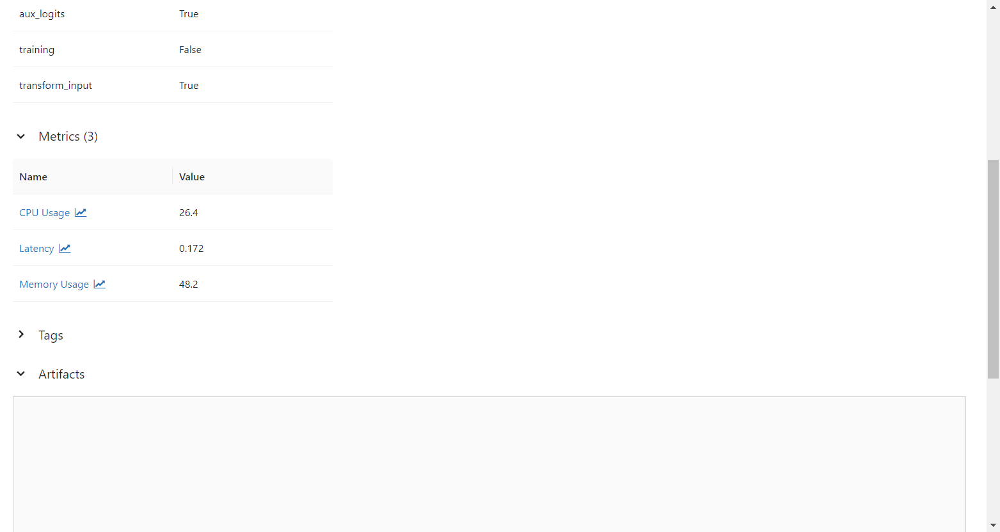 aux_logits True
training False
transform_input True
Metrics (3)
Name Value
CPU Usage 26.4
Latency 0.172
Memory Usage 48.2
Tags
Artifacts